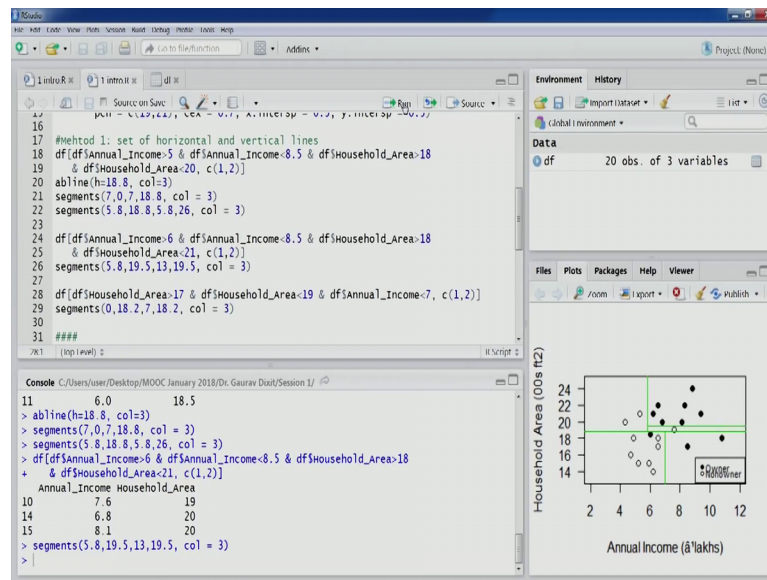 RStudio
File Edit Code View Plots Session Build Debug Profile Tools Help
Go to file/function Addins
Project: (None)
1 intro.R × 1 intro.R × df ×
Source on Save Run Source
16
17 #Mehtod 1: set of horizontal and vertical lines
18 df[df$Annual_Income>5 & df$Annual_Income<8.5 & df$Household_Area>18
19 & df$Household_Area<20, c(1,2)]
20 abline(h=18.8, col=3)
21 segments(7,0,7,18.8, col = 3)
22 segments(5.8,18.8,5.8,26, col = 3)
23
24 df[df$Annual_Income>6 & df$Annual_Income<8.5 & df$Household_Area>18
25 & df$Household_Area<21, c(1,2)]
26 segments(5.8,19.5,13,19.5, col = 3)
27
28 df[df$Household_Area>17 & df$Household_Area<19 & df$Annual_Income<7, c(1,2)]
29 segments(0,18.2,7,18.2, col = 3)
30
31 ####
28:1 (Top Level) R Script
Console C:/Users/user/Desktop/MOOC January 2018/Dr. Gaurav Dixit/Session 1/
11 6.0 18.5
> abline(h=18.8, col=3)
> segments(7,0,7,18.8, col = 3)
> segments(5.8,18.8,5.8,26, col = 3)
> df[df$Annual_Income>6 & df$Annual_Income<8.5 & df$Household_Area>18
+ & df$Household_Area<21, c(1,2)]
Annual_Income Household_Area
10 7.6 19
14 6.8 20
15 8.1 20
> segments(5.8,19.5,13,19.5, col = 3)
>
Environment History
Import Dataset List
Global Environment
Data
df 20 obs. of 3 variables
Files Plots Packages Help Viewer
Zoom Export Publish
Household Area (00s ft2)
24
22
20
18
16
14
Owner
Nonowner
2 4 6 8 10 12
Annual Income (â'lakhs)